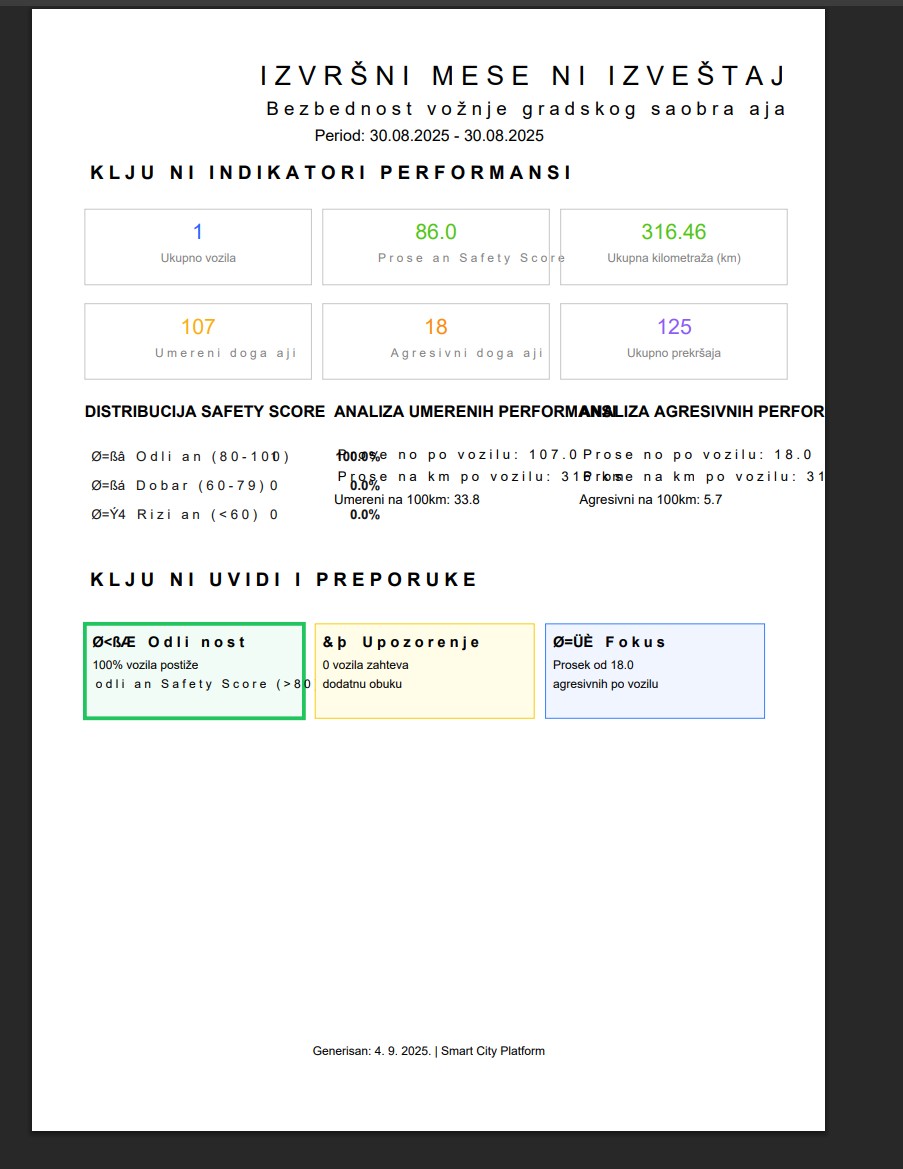 IZVRŠNI MESE NI IZVEŠTAJ
Bezbednost vožnje gradskog saobra aja
Period: 30.08.2025 - 30.08.2025
KLJU NI INDIKATORI PERFORMANSI
1
Ukupno vozila
86.0
Prose an Safety Score
316.46
Ukupna kilometraža (km)
107
Umereni doga aji
18
Agresivni doga aji
125
Ukupno prekršaja
DISTRIBUCIJA SAFETY SCORE
Ø=ßâ Odli an (80-100) 1 100.0%
Ø=ßá Dobar (60-79) 0 0.0%
Ø=Ý4 Rizi an (<60) 0 0.0%
ANALIZA UMERENIH PERFORMANSI
Prose no po vozilu: 107.0
Prose na km po vozilu: 316 km
Umereni na 100km: 33.8
ANALIZA AGRESIVNIH PERFOR
Prose no po vozilu: 18.0
Prose na km po vozilu: 31
Agresivni na 100km: 5.7
KLJU NI UVIDI I PREPORUKE
Ø<ßÆ Odli nost
100% vozila postiže
odli an Safety Score (>80
& þ Upozorenje
0 vozila zahteva
dodatnu obuku
Ø=ÜÈ Fokus
Prosek od 18.0
agresivnih po vozilu
Generisan: 4. 9. 2025. | Smart City Platform